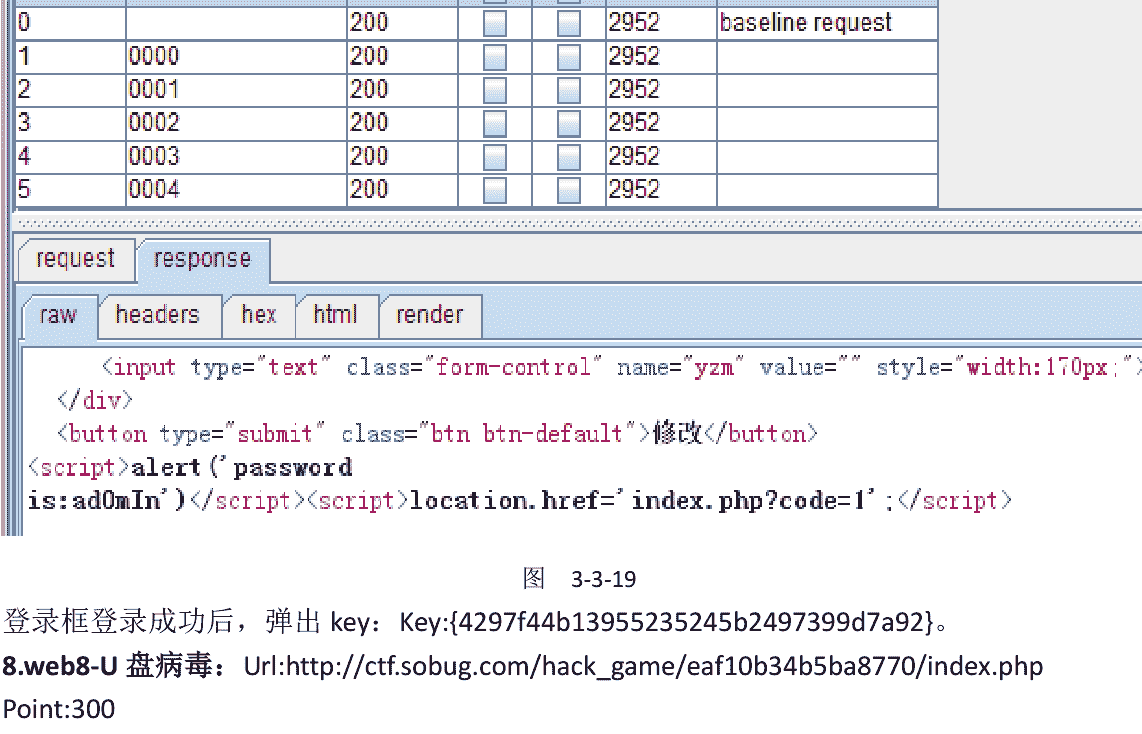 0 200 2952 baseline request
1 0000 200 2952
2 0001 200 2952
3 0002 200 2952
4 0003 200 2952
5 0004 200 2952
request response
raw headers hex html render
<input type="text" class="form-control" name="yzm" value="" style="width:170px;">
</div>
<button type="submit" class="btn btn-default">修改</button>
<script>alert('password
is:ad0mIn')</script><script>location.href='index.php?code=1';</script>
图 3-3-19
登录框登录成功后，弹出 key：Key:{4297f44b13955235245b2497399d7a92}。
8.web8-U 盘病毒：Url:http://ctf.sobug.com/hack_game/eaf10b34b5ba8770/index.php
Point:300